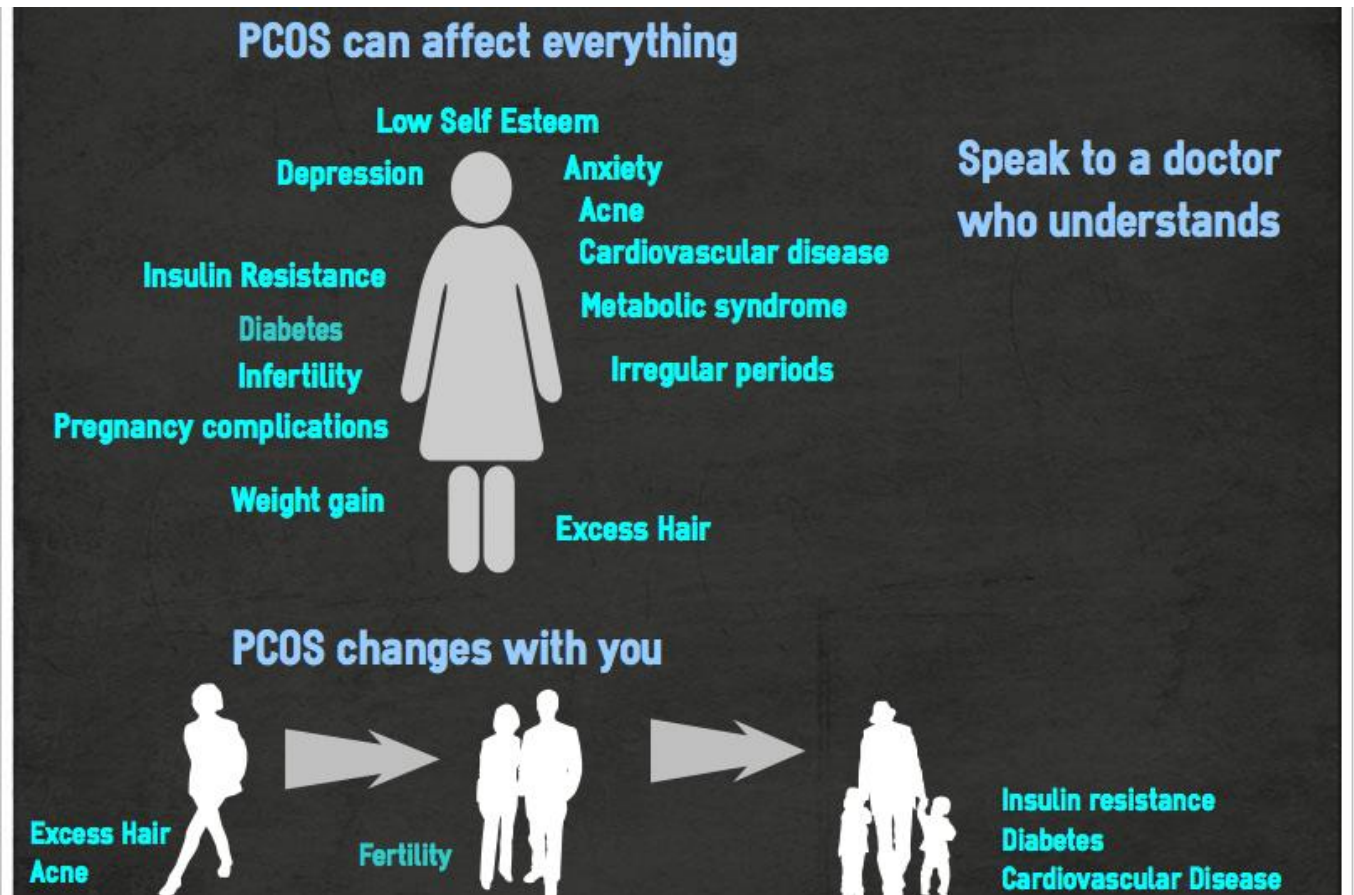 PCOS can affect everything
Low Self Esteem
Depression
Anxiety
Acne
Cardiovascular disease
Speak to a doctor
who understands
Insulin Resistance
Metabolic syndrome
Diabetes
Infertility
Irregular periods
Pregnancy complications
Weight gain
Excess Hair
PCOS changes with you
Excess Hair
Acne
Fertility
Insulin resistance
Diabetes
Cardiovascular Disease